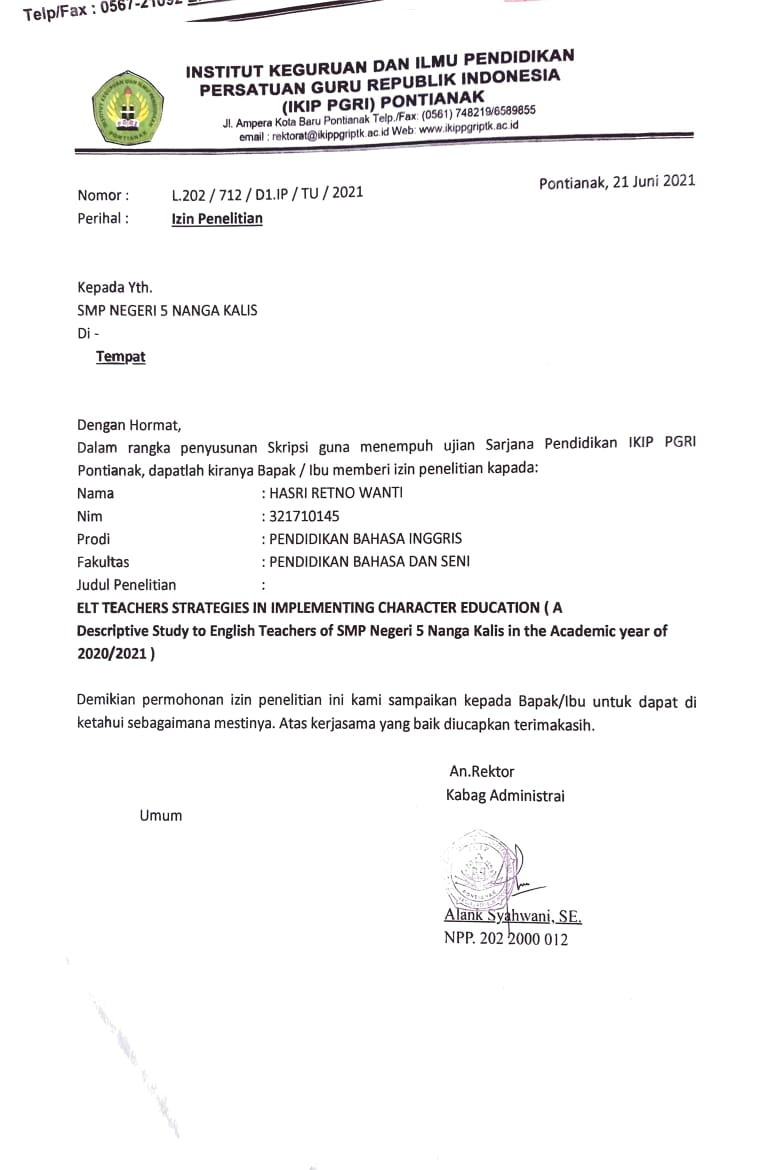 Telp/Fax : 0567-21092
INSTITUT KEGURUAN DAN ILMU PENDIDIKAN
PERSATUAN GURU REPUBLIK INDONESIA
(IKIP PGRI) PONTIANAK
Jl. Ampera Kota Baru Pontianak Telp./Fax: (0561) 748219/6589855
email : rektorat@ikippgriptk.ac.id Web: www.ikippgriptk.ac.id
Pontianak, 21 Juni 2021
Nomor : L.202 / 712 / D1.IP / TU / 2021
Perihal : Izin Penelitian
Kepada Yth.
SMP NEGERI 5 NANGA KALIS
Di -
Tempat
Dengan Hormat,
Dalam rangka penyusunan Skripsi guna menempuh ujian Sarjana Pendidikan IKIP PGRI
Pontianak, dapatlah kiranya Bapak / Ibu memberi izin penelitian kapada:
Nama : HASRI RETNO WANTI
Nim : 321710145
Prodi : PENDIDIKAN BAHASA INGGRIS
Fakultas : PENDIDIKAN BAHASA DAN SENI
Judul Penelitian :
ELT TEACHERS STRATEGIES IN IMPLEMENTING CHARACTER EDUCATION ( A
Descriptive Study to English Teachers of SMP Negeri 5 Nanga Kalis in the Academic year of
2020/2021 )
Demikian permohonan izin penelitian ini kami sampaikan kepada Bapak/Ibu untuk dapat di
ketahui sebagaimana mestinya. Atas kerjasama yang baik diucapkan terimakasih.
An.Rektor
Kabag Administrai
Umum
PONTIANAK
Alank Syahwani, SE.
NPP. 202 2000 012